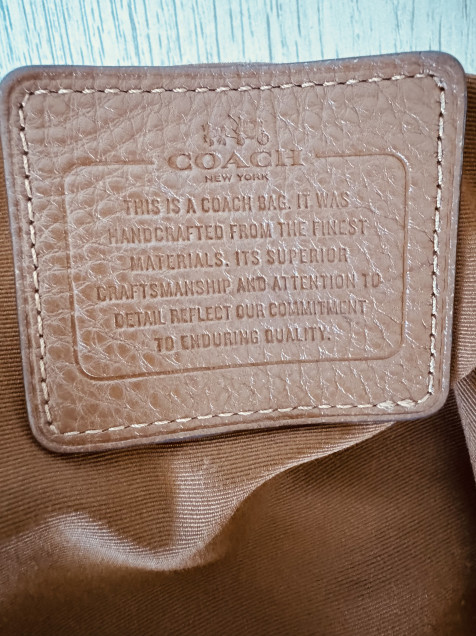 COACH
NEW YORK
THIS IS A COACH BAG. IT WAS
HANDCRAFTED FROM THE FINEST
MATERIALS. ITS SUPERIOR
CRAFTSMANSHIP AND ATTENTION TO
DETAIL REFLECT OUR COMMITMENT
TO ENDURING QUALITY.